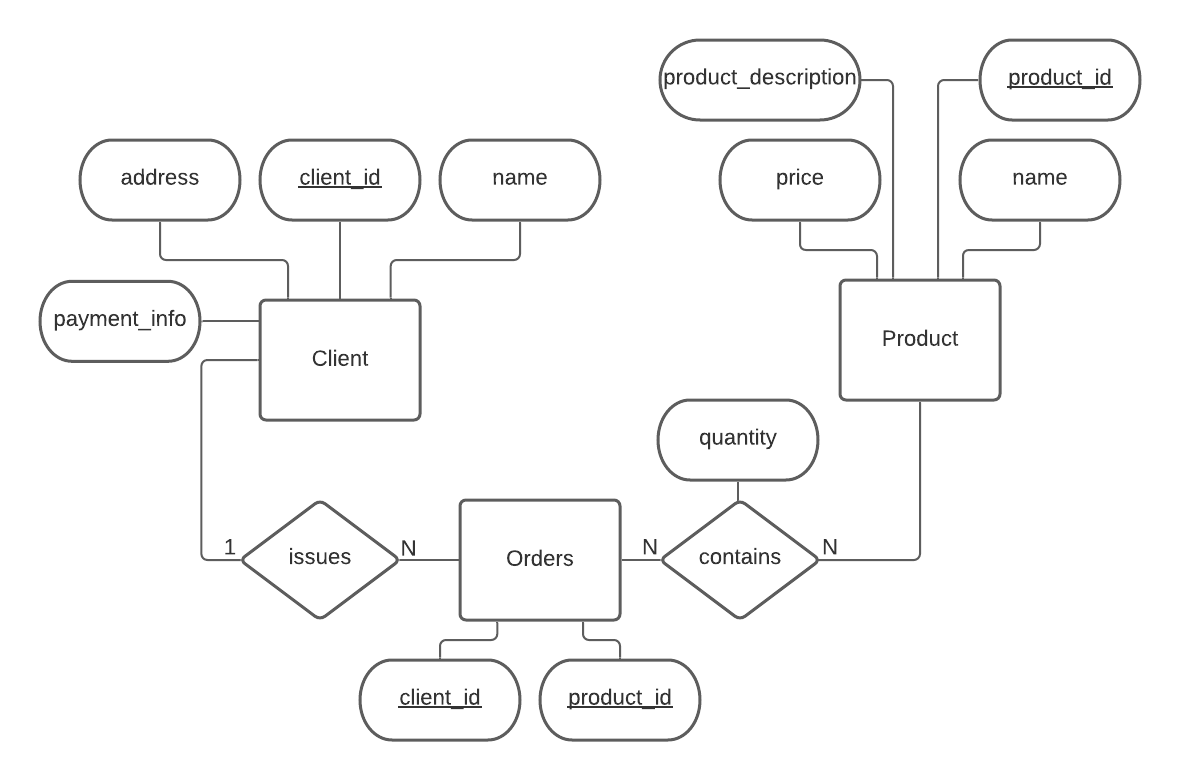 product_description
product_id
address
client_id
name
price
name
payment_info
Client
Product
quantity
1
issues
N
Orders
N
contains
N
client_id
product_id